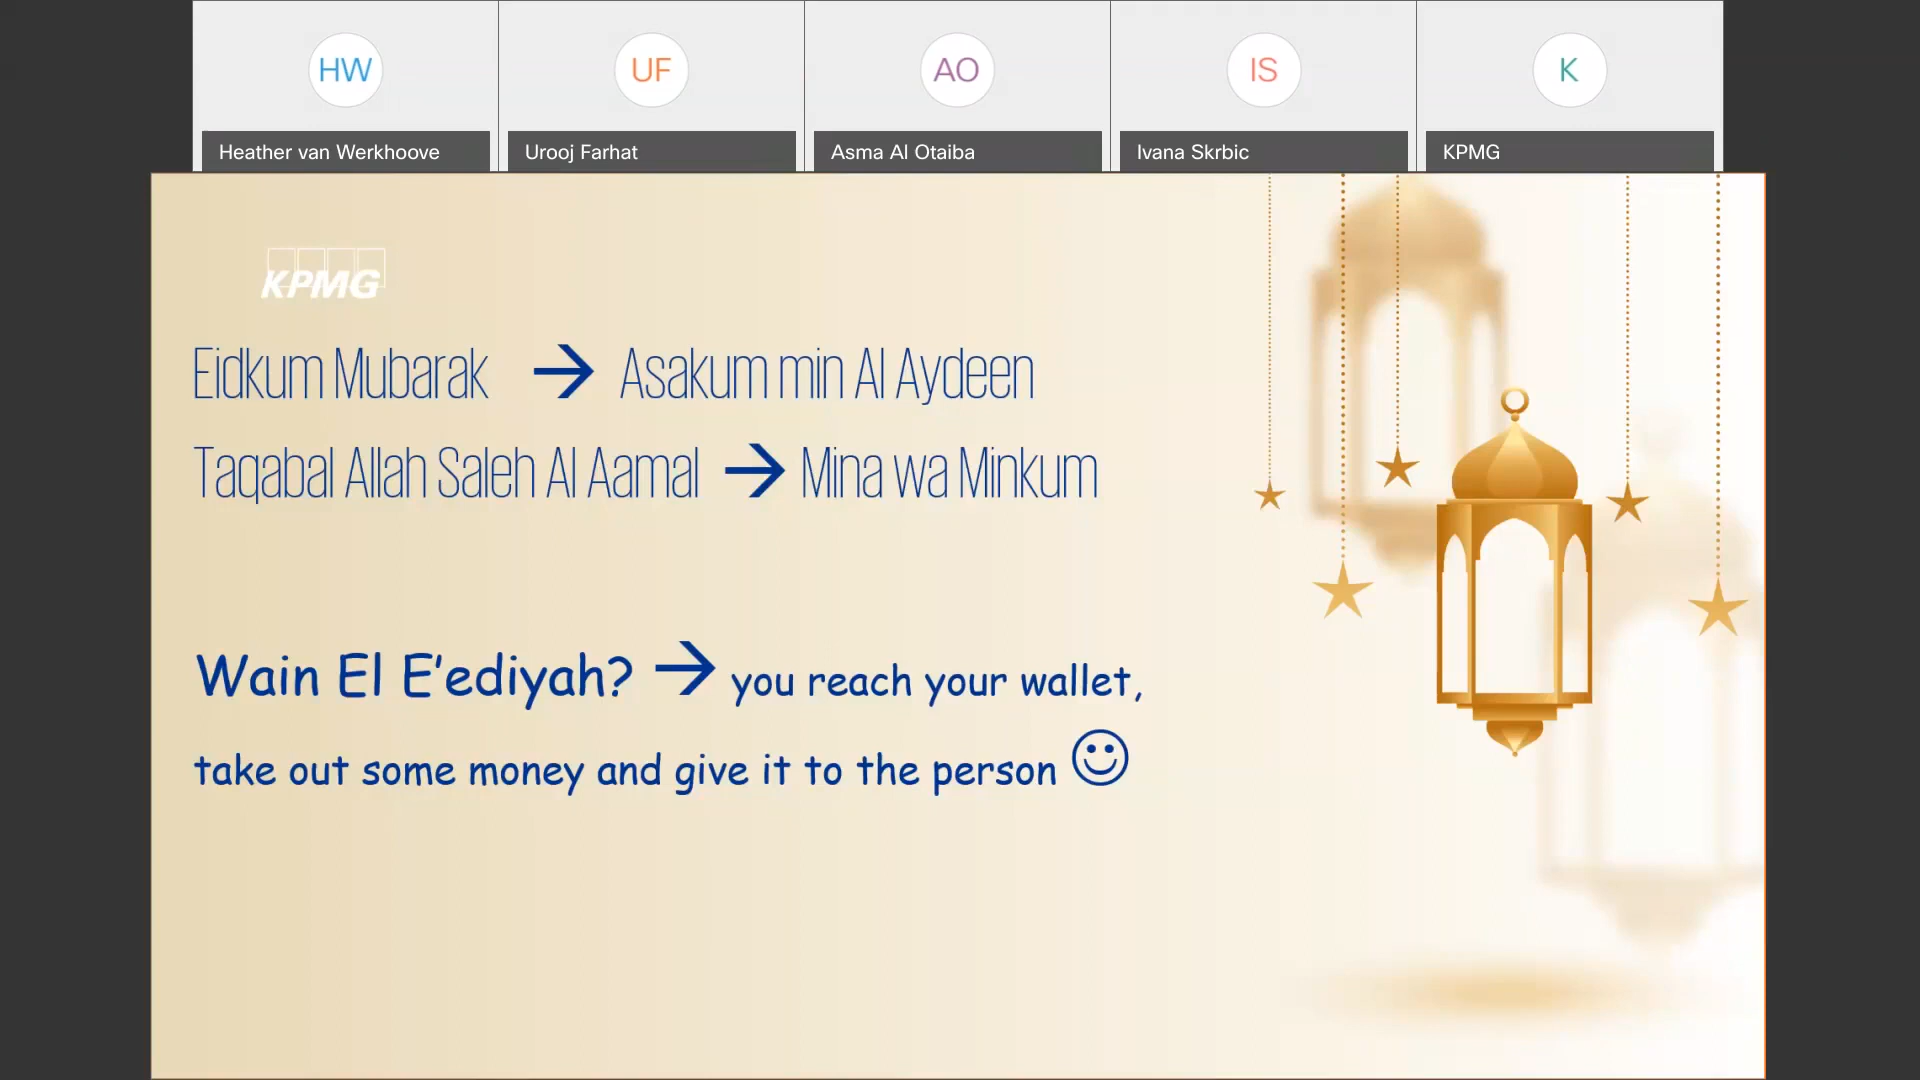 HW
UF
AO
IS
K
Heather van Werkhoove
Urooj Farhat
Asma Al Otaiba
Ivana Skrbic
KPMG
KPMG
Eidkum Mubarak → Asakum min Al Aydeen
Taqabal Allah Saleh Al Aamal → Mina wa Minkum
Wain El E'ediyah? → you reach your wallet,
take out some money and give it to the person ☺